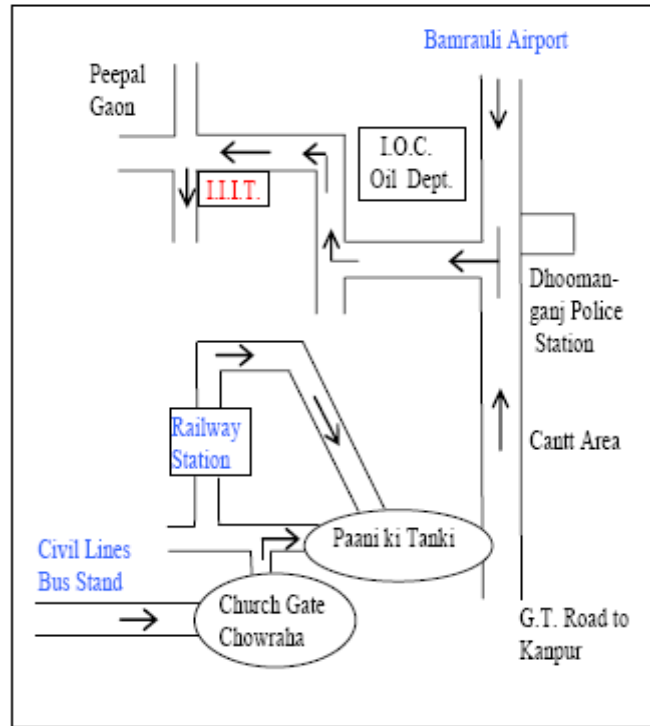 Bamrauli Airport
Peepal
Gaon
I.O.C.
Oil Dept.
I.I.I.T.
Dhooman-
ganj Police
Station
Railway
Station
Cantt Area
Civil Lines
Bus Stand
Paani ki Tanki
Church Gate
Chowraha
G.T. Road to
Kanpur